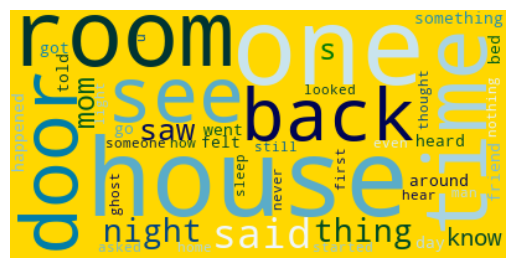 room
one
something
got
u
s
time
bed
told
mom
see
looked
back
thought
nothing
door
happened
right
go
saw
went
someone
now
felt
still
even
heard
house
friend
ghost
sleep
never
first
around
hear
man
night
said
thing
day
know
asked
started